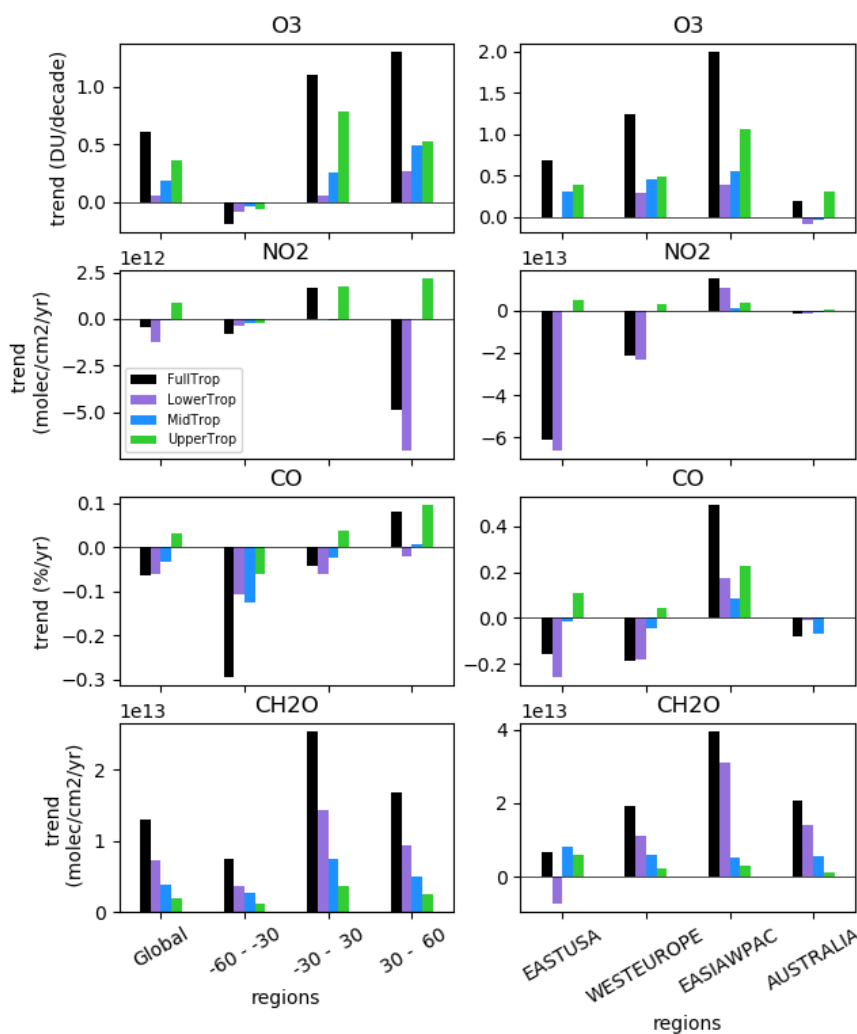 O3
trend (DU/decade)
1.0
0.5
0.0
O3
2.0
1.5
1.0
0.5
0.0
NO2
1e12
trend
(molec/cm2/yr)
2.5
0.0
−2.5
−5.0
FullTrop
LowerTrop
MidTrop
UpperTrop
NO2
1e13
0
−2
−4
−6
CO
trend (%/yr)
0.1
0.0
−0.1
−0.2
−0.3
CO
0.4
0.2
0.0
−0.2
CH2O
1e13
trend
(molec/cm2/yr)
2
1
0
Global
-60 - -30
-30 - 30
30 - 60
regions
CH2O
1e13
4
2
0
EASTUSA
WESTEUROPE
EASIAWPAC
AUSTRALIA
regions